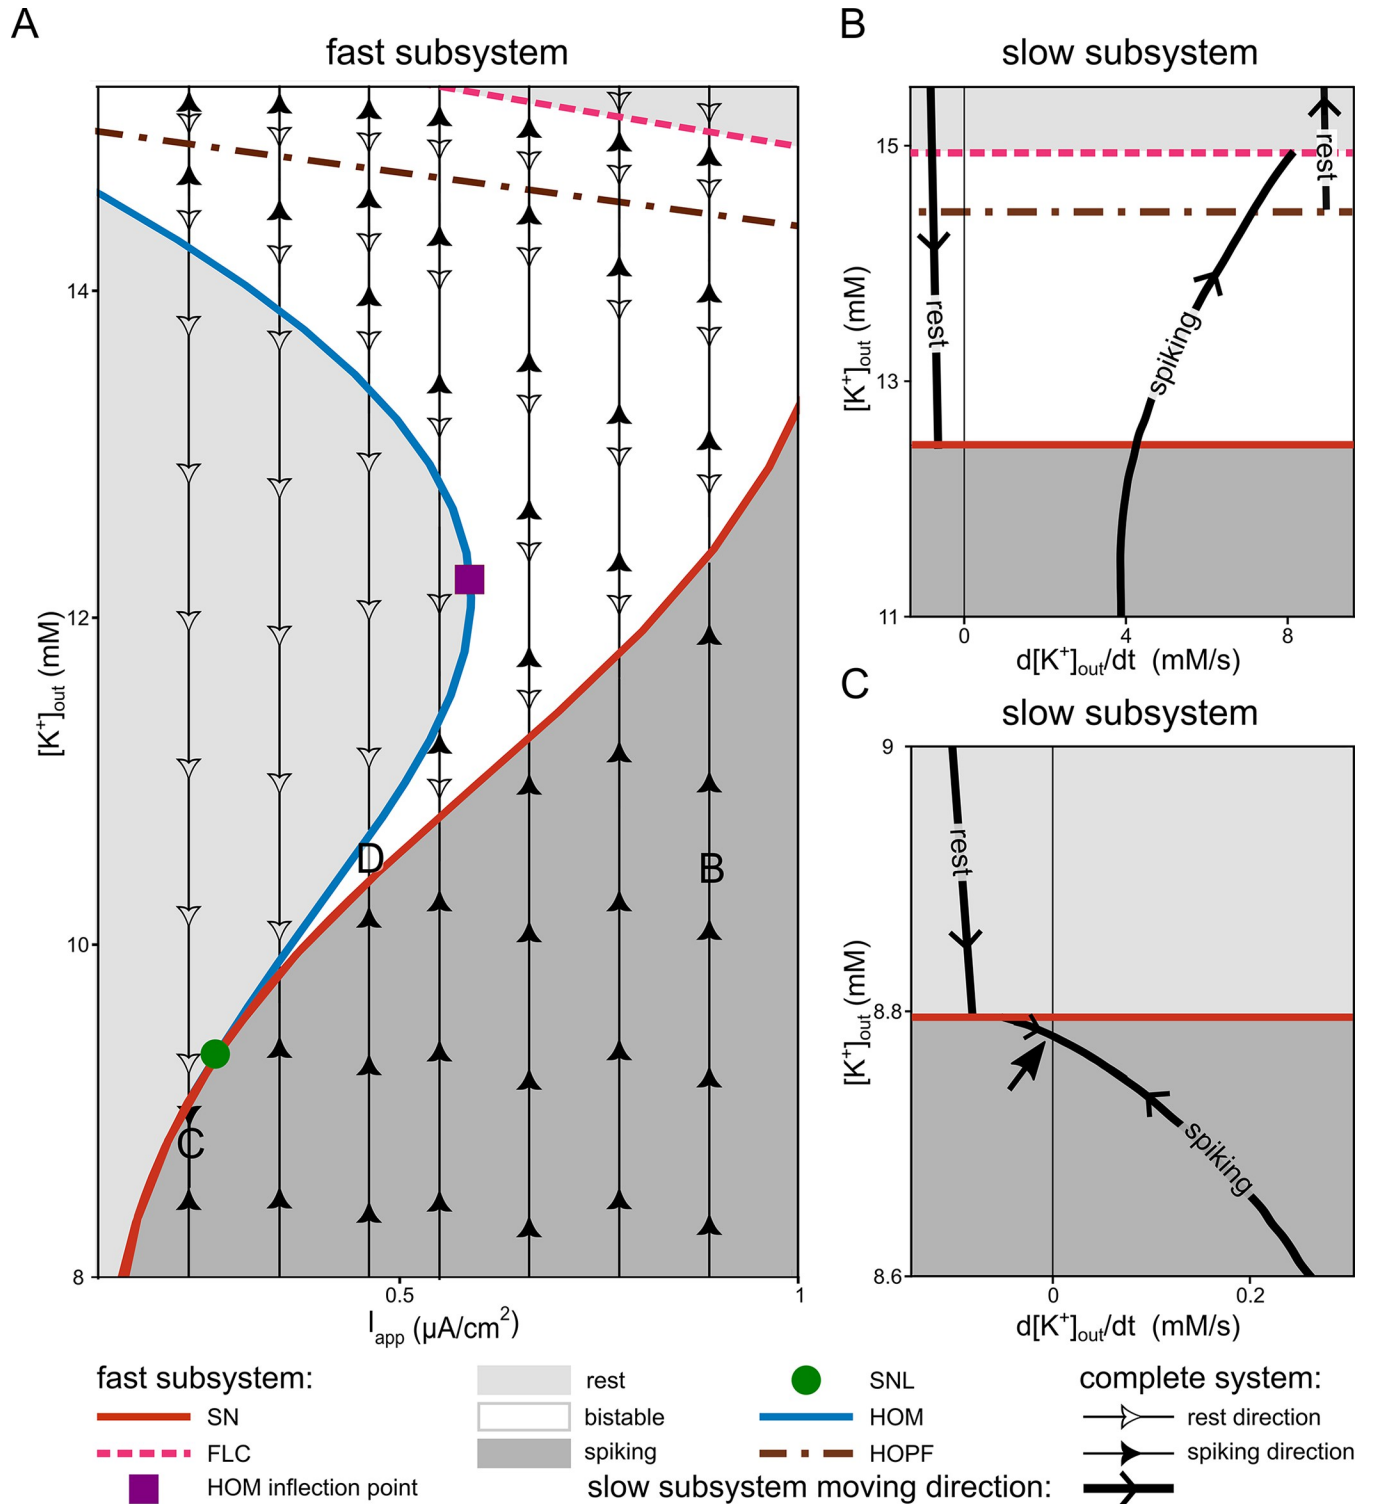 A
fast subsystem
14
12
10
8
[K⁺]out (mM)
D
B
C
0.5
1
Iapp (µA/cm²)
B
slow subsystem
15
13
11
[K⁺]out (mM)
rest
spiking
rest
0
4
8
d[K⁺]out/dt (mM/s)
C
slow subsystem
9
8.8
8.6
[K⁺]out (mM)
rest
spiking
0
0.2
d[K⁺]out/dt (mM/s)
fast subsystem:
SN
FLC
HOM inflection point
rest
bistable
spiking
SNL
HOM
HOPF
complete system:
rest direction
spiking direction
slow subsystem moving direction: